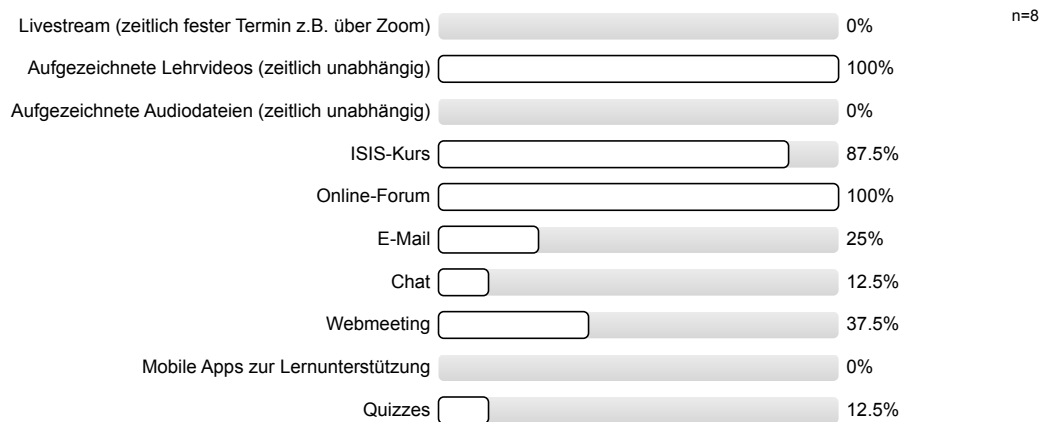 Livestream (zeitlich fester Termin z.B. über Zoom) 0% n=8
Aufgezeichnete Lehrvideos (zeitlich unabhängig) 100%
Aufgezeichnete Audiodateien (zeitlich unabhängig) 0%
ISIS-Kurs 87.5%
Online-Forum 100%
E-Mail 25%
Chat 12.5%
Webmeeting 37.5%
Mobile Apps zur Lernunterstützung 0%
Quizzes 12.5%